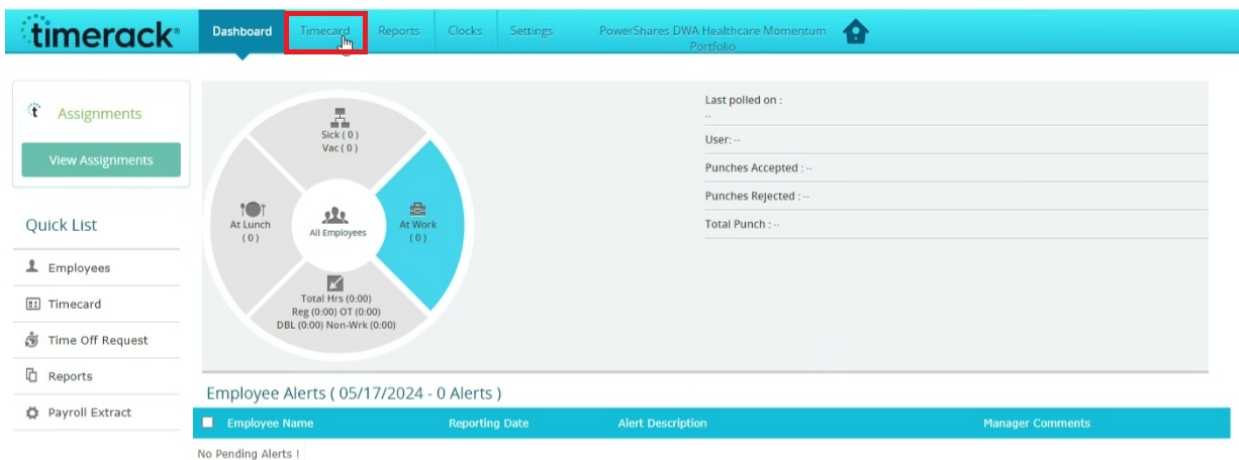 timerack®
Dashboard
Timecard
Reports
Clocks
Settings
PowerShares DWA Healthcare Momentum
Portfolio
t
Assignments
View Assignments
Quick List
Employees
Timecard
Time Off Request
Reports
Payroll Extract
Sick ( 0 )
Vac ( 0 )
At Lunch
( 0 )
All Employees
At Work
( 0 )
Total Hrs (0:00)
Reg (0:00) OT (0:00)
DBL (0:00) Non-Wrk (0:00)
Last polled on :
--
User: --
Punches Accepted : --
Punches Rejected : --
Total Punch : --
Employee Alerts ( 05/17/2024 - 0 Alerts )
Employee Name Reporting Date Alert Description Manager Comments
No Pending Alerts !